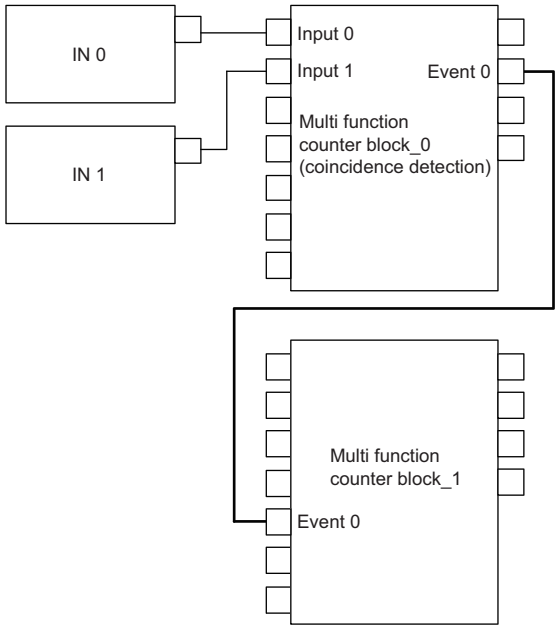 IN 0
IN 1
Input 0
Input 1
Event 0
Multi function
counter block_0
(coincidence detection)
Multi function
counter block_1
Event 0